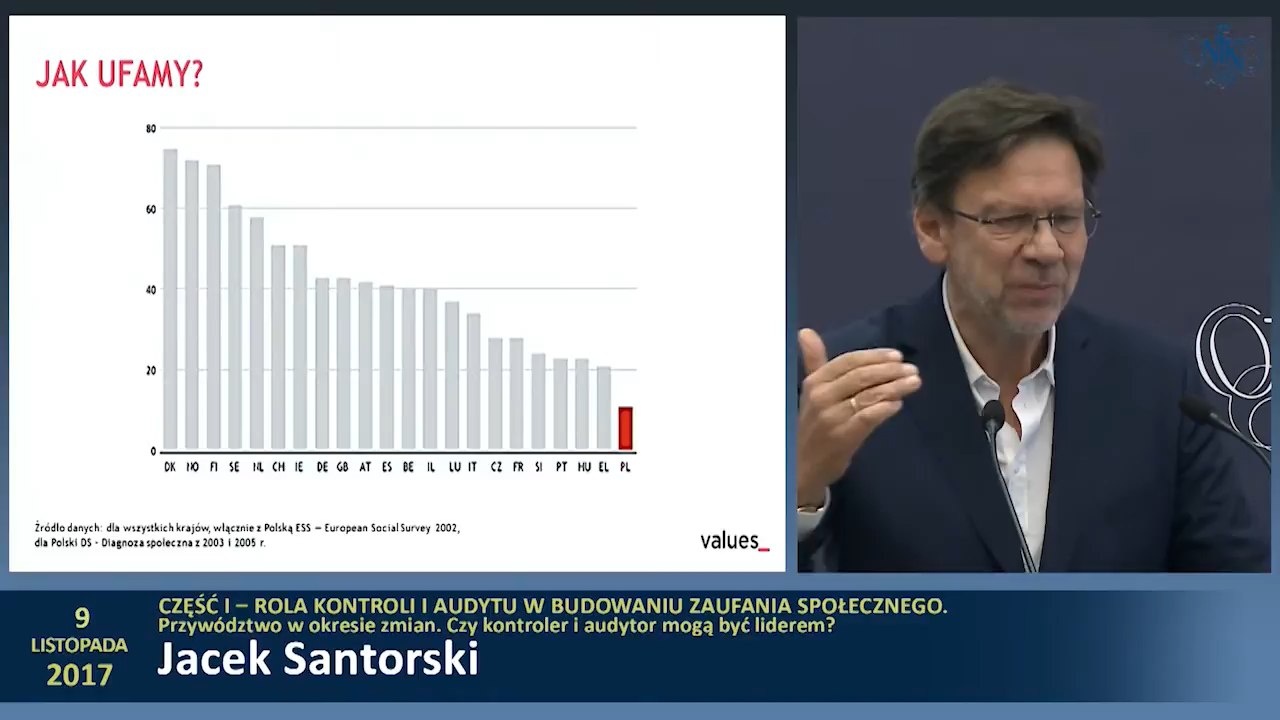 JAK UFAMY?
80
60
40
20
0
DK NO FI SE NL CH IE DE GB AT ES BE IL LU IT CZ FR SI PT HU EL PL
Źródło danych: dla wszystkich krajów, włącznie z Polską ESS – European Social Survey 2002,
dla Polski DS - Diagnoza społeczna z 2003 i 2005 r.
values_
9
LISTOPADA
2017
CZĘŚĆ I – ROLA KONTROLI I AUDYTU W BUDOWANIU ZAUFANIA SPOŁECZNEGO.
Przywództwo w okresie zmian. Czy kontroler i audytor mogą być liderem?
Jacek Santorski